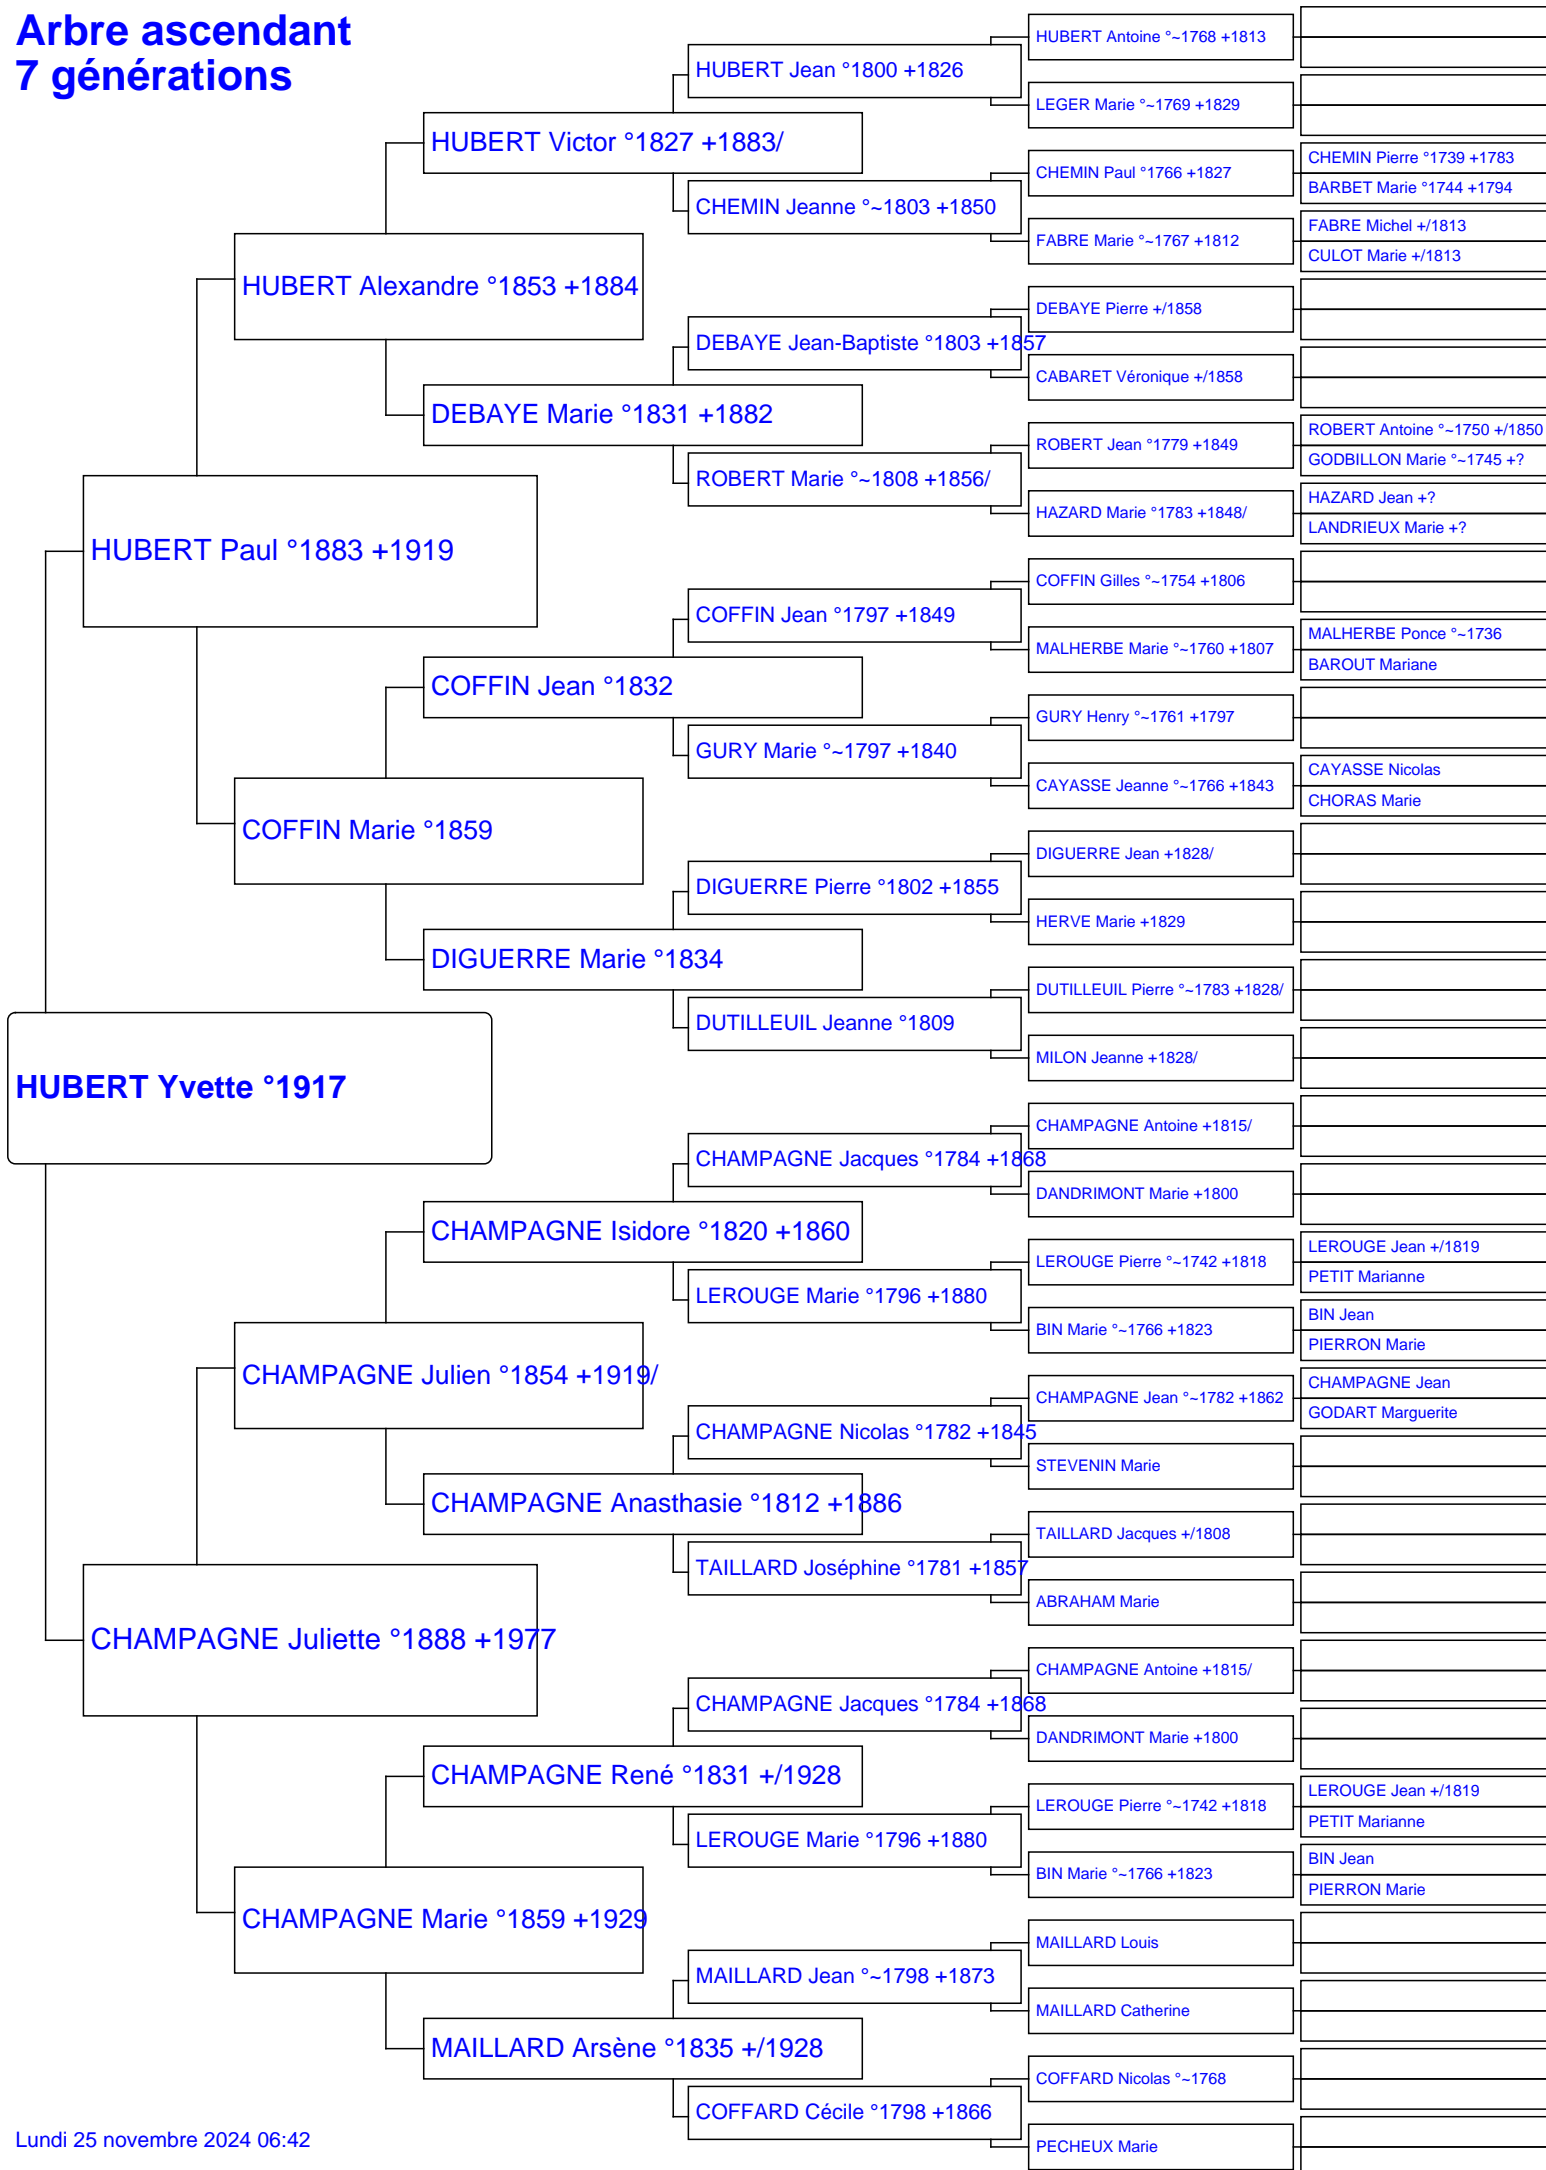 Arbre ascendant
7 générations
HUBERT Yvette °1917
HUBERT Paul °1883 +1919
CHAMPAGNE Juliette °1888 +1977
HUBERT Alexandre °1853 +1884
COFFIN Marie °1859
CHAMPAGNE Julien °1854 +1919/
CHAMPAGNE Marie °1859 +1929
HUBERT Victor °1827 +1883/
DEBAYE Marie °1831 +1882
COFFIN Jean °1832
DIGUERRE Marie °1834
CHAMPAGNE Isidore °1820 +1860
CHAMPAGNE Anasthasie °1812 +1886
CHAMPAGNE René °1831 +/1928
MAILLARD Arsène °1835 +/1928
HUBERT Jean °1800 +1826
CHEMIN Jeanne °~1803 +1850
DEBAYE Jean-Baptiste °1803 +1857
ROBERT Marie °~1808 +1856/
COFFIN Jean °1797 +1849
GURY Marie °~1797 +1840
DIGUERRE Pierre °1802 +1855
DUTILLEUIL Jeanne °1809
CHAMPAGNE Jacques °1784 +1868
LEROUGE Marie °1796 +1880
CHAMPAGNE Nicolas °1782 +1845
TAILLARD Joséphine °1781 +1857
CHAMPAGNE Jacques °1784 +1868
LEROUGE Marie °1796 +1880
MAILLARD Jean °~1798 +1873
COFFARD Cécile °1798 +1866
HUBERT Antoine °~1768 +1813
LEGER Marie °~1769 +1829
CHEMIN Paul °1766 +1827
FABRE Marie °~1767 +1812
DEBAYE Pierre +/1858
CABARET Véronique +/1858
ROBERT Jean °1779 +1849
HAZARD Marie °1783 +1848/
COFFIN Gilles °~1754 +1806
MALHERBE Marie °~1760 +1807
GURY Henry °~1761 +1797
CAYASSE Jeanne °~1766 +1843
DIGUERRE Jean +1828/
HERVE Marie +1829
DUTILLEUIL Pierre °~1783 +1828/
MILON Jeanne +1828/
CHAMPAGNE Antoine +1815/
DANDRIMONT Marie +1800
LEROUGE Pierre °~1742 +1818
BIN Marie °~1766 +1823
CHAMPAGNE Jean °~1782 +1862
STEVENIN Marie
TAILLARD Jacques +/1808
ABRAHAM Marie
CHAMPAGNE Antoine +1815/
DANDRIMONT Marie +1800
LEROUGE Pierre °~1742 +1818
BIN Marie °~1766 +1823
MAILLARD Louis
MAILLARD Catherine
COFFARD Nicolas °~1768
PECHEUX Marie
CHEMIN Pierre °1739 +1783
BARBET Marie °1744 +1794
FABRE Michel +/1813
CULOT Marie +/1813
ROBERT Antoine °~1750 +/1850
GODBILLON Marie °~1745 +?
HAZARD Jean +?
LANDRIEUX Marie +?
MALHERBE Ponce °~1736
BAROUT Mariane
CAYASSE Nicolas
CHORAS Marie
LEROUGE Jean +/1819
PETIT Marianne
BIN Jean
PIERRON Marie
CHAMPAGNE Jean
GODART Marguerite
LEROUGE Jean +/1819
PETIT Marianne
BIN Jean
PIERRON Marie
Lundi 25 novembre 2024 06:42